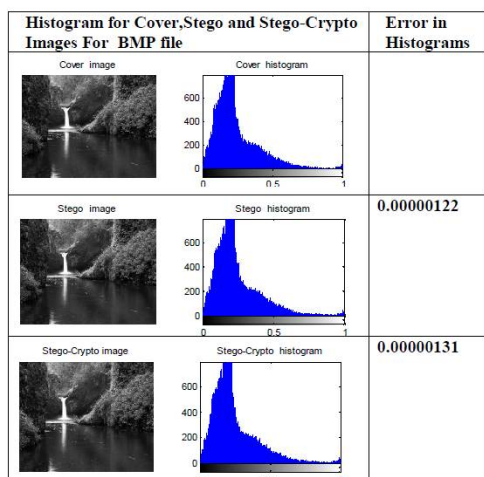 Histogram for Cover,Stego and Stego-Crypto Images For BMP file
Error in Histograms
Cover image
Cover histogram
600
400
200
0
0
0.5
1
Stego image
Stego histogram
0.00000122
600
400
200
0
0
0.5
1
Stego-Crypto image
Stego-Crypto histogram
0.00000131
600
400
200
0